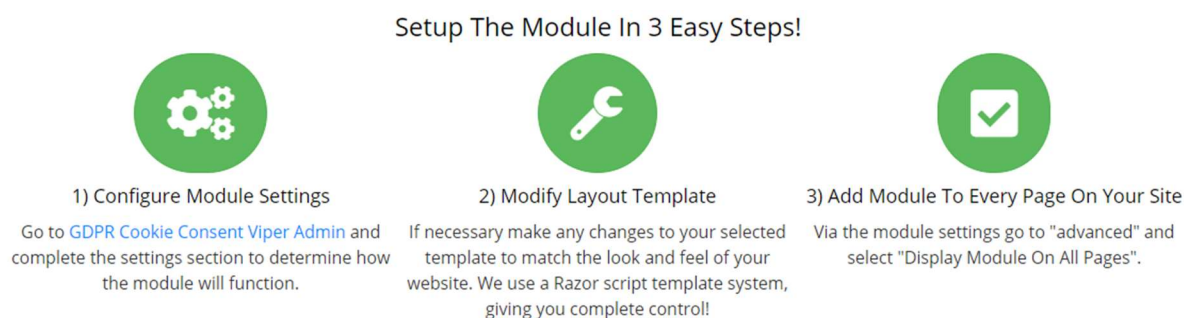 Setup The Module In 3 Easy Steps!
1) Configure Module Settings
Go to GDPR Cookie Consent Viper Admin and
complete the settings section to determine how
the module will function.
2) Modify Layout Template
If necessary make any changes to your selected
template to match the look and feel of your
website. We use a Razor script template system,
giving you complete control!
3) Add Module To Every Page On Your Site
Via the module settings go to "advanced" and
select "Display Module On All Pages".